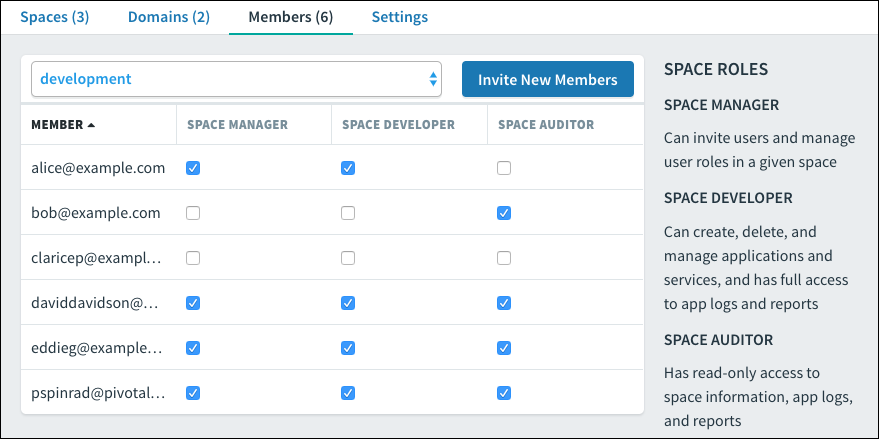 Spaces (3) Domains (2) Members (6) Settings
development Invite New Members
MEMBER SPACE MANAGER SPACE DEVELOPER SPACE AUDITOR
alice@example.com
bob@example.com
claricep@exampl...
daviddavidson@...
eddieg@example...
pspinrad@pivotal...
SPACE ROLES
SPACE MANAGER
Can invite users and manage
user roles in a given space
SPACE DEVELOPER
Can create, delete, and
manage applications and
services, and has full access
to app logs and reports
SPACE AUDITOR
Has read-only access to
space information, app logs,
and reports